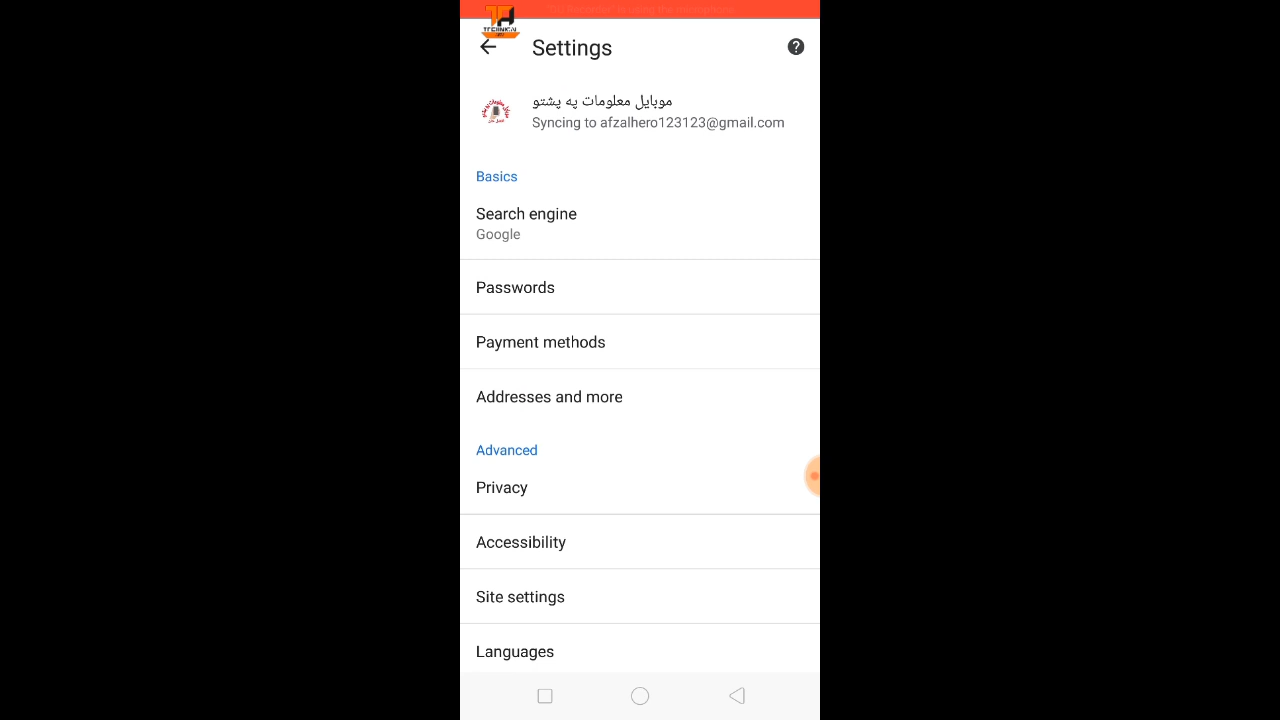 TECHNICAL
Settings
موبایل معلومات په پشتو
Syncing to afzalhero123123@gmail.com
Basics
Search engine
Google
Passwords
Payment methods
Addresses and more
Advanced
Privacy
Accessibility
Site settings
Languages